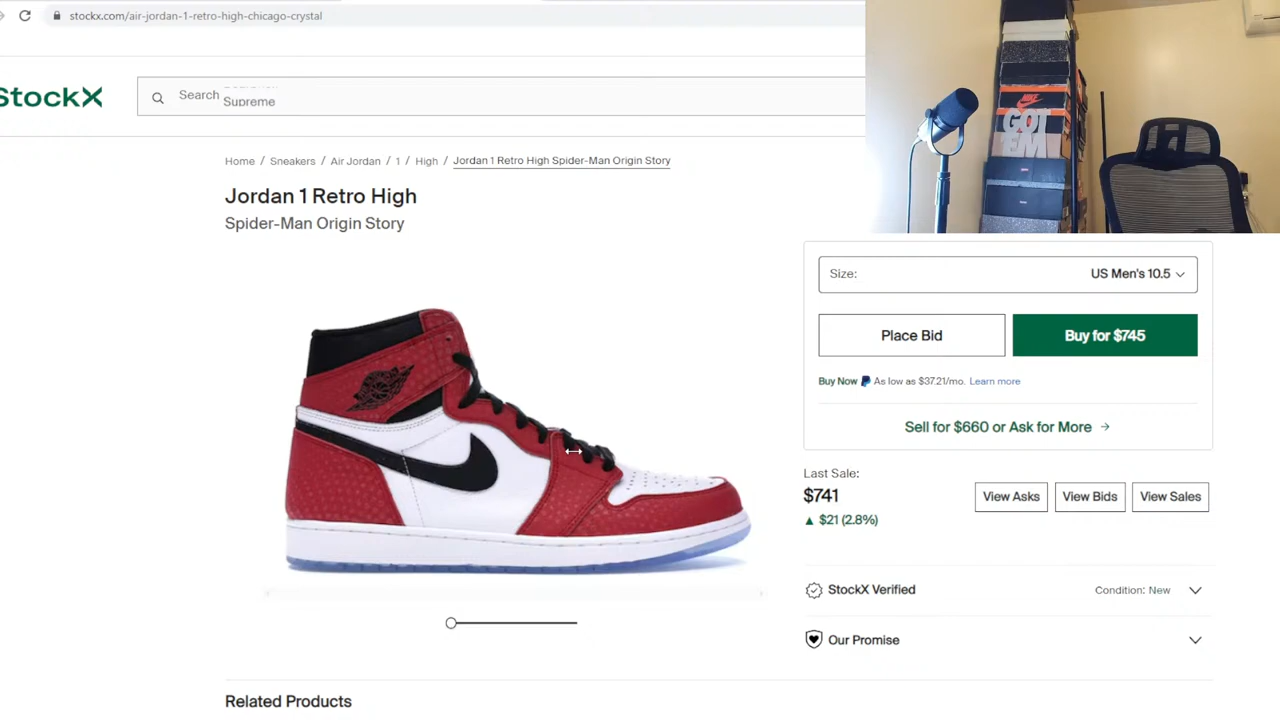 stockx.com/air-jordan-1-retro-high-chicago-crystal
StockX
Search
Supreme
Home / Sneakers / Air Jordan / 1 / High / Jordan 1 Retro High Spider-Man Origin Story
Jordan 1 Retro High
Spider-Man Origin Story
Size: US Men's 10.5
Place Bid
Buy for $745
Buy Now As low as $37.21/mo. Learn more
Sell for $660 or Ask for More →
Last Sale:
$741
▲ $21 (2.8%)
View Asks
View Bids
View Sales
StockX Verified
Condition: New
Our Promise
Related Products
NIKE
GOT
'EM